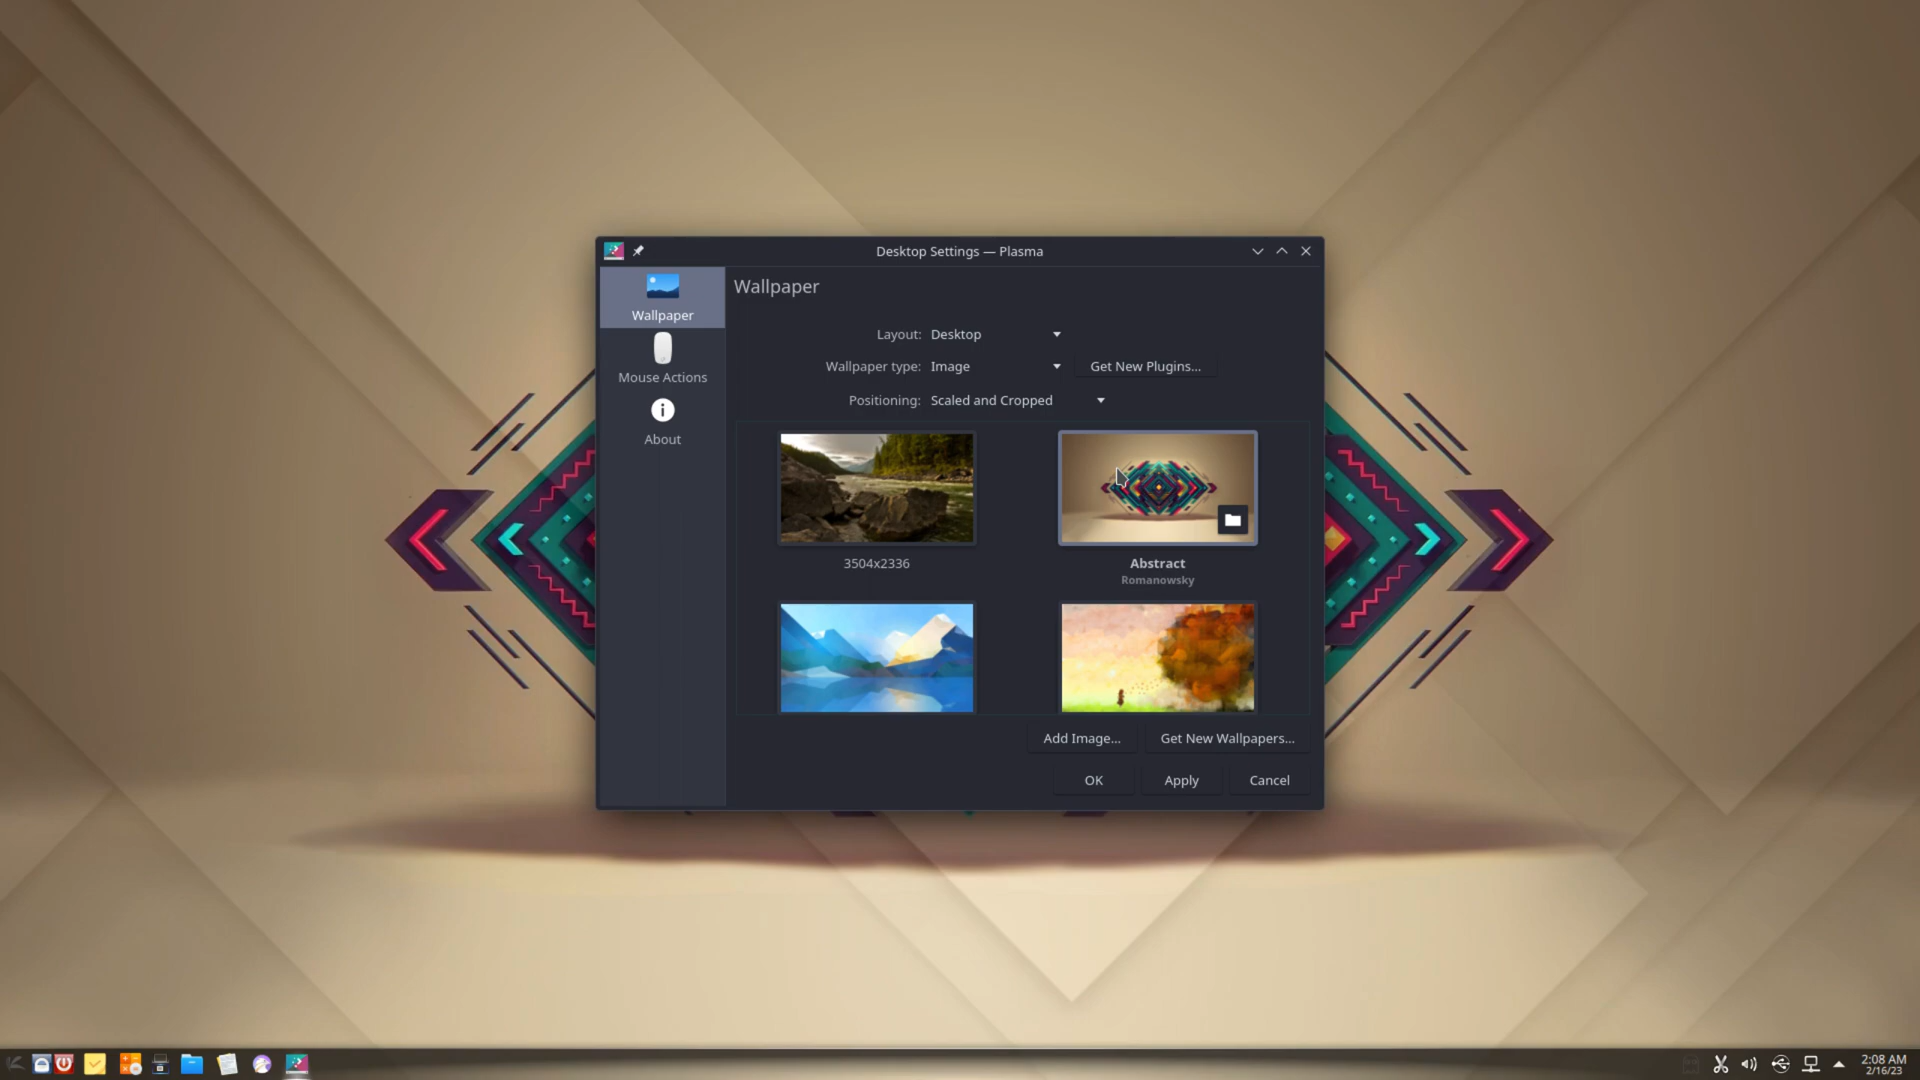 Desktop Settings — Plasma
Wallpaper
Mouse Actions
About
Wallpaper
Layout: Desktop
Wallpaper type: Image Get New Plugins...
Positioning: Scaled and Cropped
3504x2336
Abstract
Romanowsky
Add Image... Get New Wallpapers...
OK Apply Cancel
2:08 AM
2/16/23